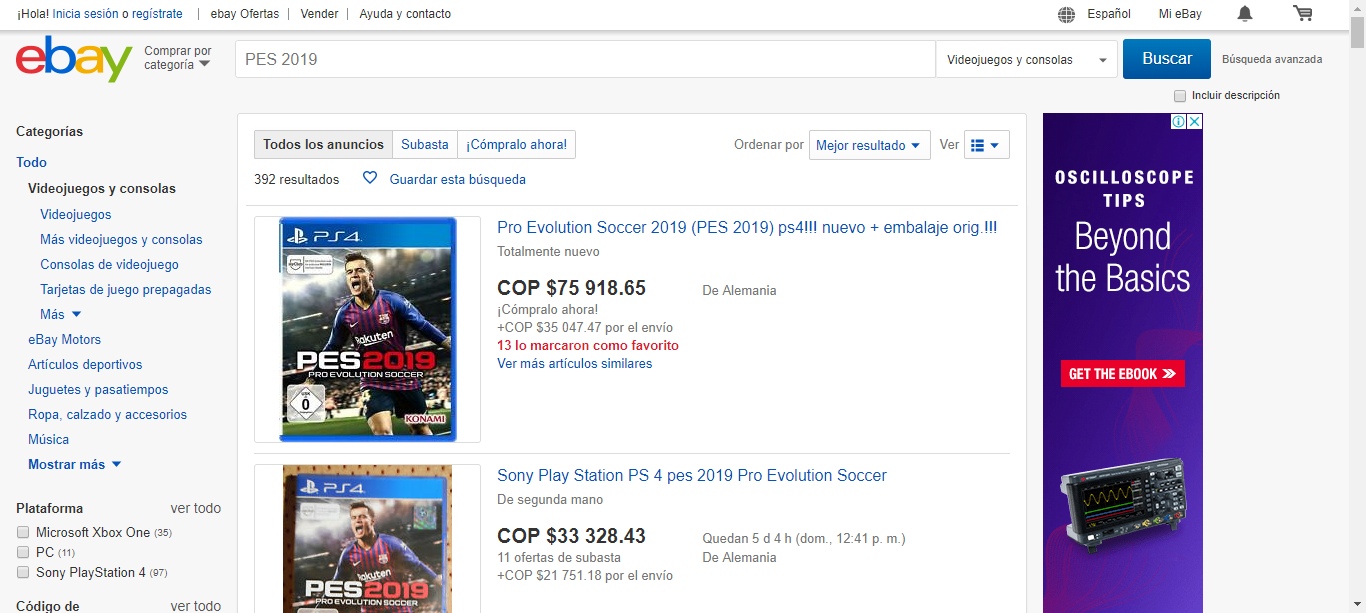 ¡Hola! Inicia sesión o regístrate | ebay Ofertas | Vender | Ayuda y contacto Español Mi eBay
ebay
Comprar por
categoría
PES 2019
Videojuegos y consolas
Buscar
Búsqueda avanzada
Incluir descripción
Categorías
Todo
Videojuegos y consolas
Videojuegos
Más videojuegos y consolas
Consolas de videojuego
Tarjetas de juego prepagadas
Más
eBay Motors
Artículos deportivos
Juguetes y pasatiempos
Ropa, calzado y accesorios
Música
Mostrar más
Plataforma ver todo
Microsoft Xbox One (35)
PC (11)
Sony PlayStation 4 (97)
Código de ver todo
Todos los anuncios Subasta ¡Cómpralo ahora!
Ordenar por Mejor resultado Ver
392 resultados Guardar esta búsqueda
PS4
Rakuten
PES2019
PRO EVOLUTION SOCCER
USK
0
KONAMI
Pro Evolution Soccer 2019 (PES 2019) ps4!!! nuevo + embalaje orig.!!!
Totalmente nuevo
COP $75 918.65 De Alemania
¡Cómpralo ahora!
+COP $35 047.47 por el envío
13 lo marcaron como favorito
Ver más artículos similares
PS4
Rakuten
PES2019
PRO EVOLUTION SOCCER
Sony Play Station PS 4 pes 2019 Pro Evolution Soccer
De segunda mano
COP $33 328.43 Quedan 5 d 4 h (dom., 12:41 p. m.)
11 ofertas de subasta De Alemania
+COP $21 751.18 por el envío
OSCILLOSCOPE
TIPS
Beyond
the Basics
GET THE EBOOK